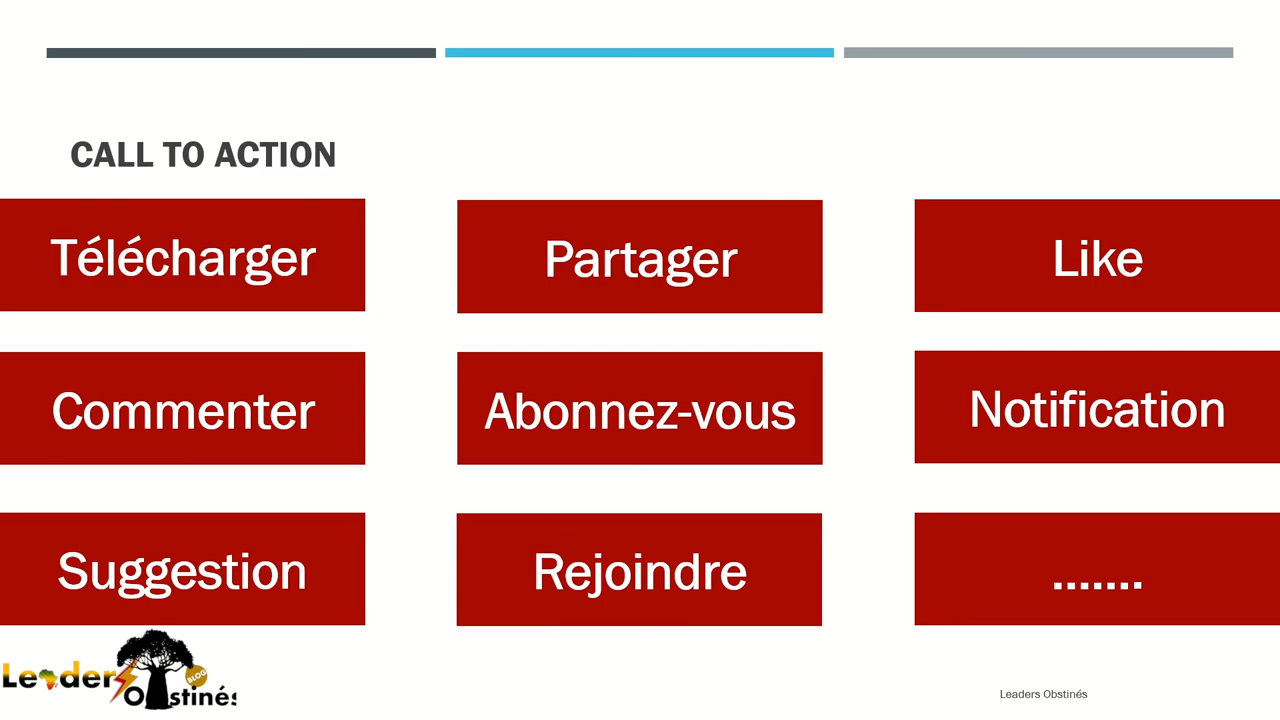 CALL TO ACTION
Télécharger
Partager
Like
Commenter
Abonnez-vous
Notification
Suggestion
Rejoindre
.......
Leaders
BLOG
Obstinés
Leaders Obstinés